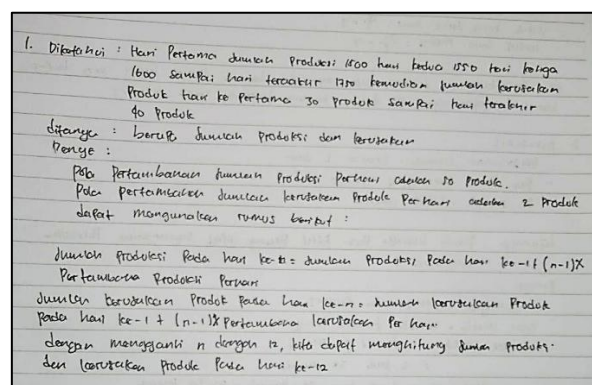 1. Diketahui : Hari Pertama Jumlah Produksi 1500 hari kedua 1550 hari ketiga
1600 sampai hari terakhir 1750 kemudian jumlah kerusakan
Produk hari ke Pertama 30 produk sampai hari terakhir
40 Produk
ditanya : berapa Jumlah Produksi dan kerusakan
Penye :
Pola Pertambahan Jumlah Produksi Perhari adalah 50 Produk.
Pola pertambahan Jumlah kerusakan Produk Per hari adalah 2 Produk
dapat mengunakan rumus berikut :
Jumlah Produksi Pada hari ke-n = Jumlah Produksi Pada hari ke-1 + (n-1) X
Pertambahan Produksi Perhari
Jumlah kerusakan Produk Pada hari ke-n = Jumlah kerusakan Produk
Pada hari ke-1 + (n-1) X Pertambahan kerusakan Per hari.
dengan mengganti n dengan 12, kita dapat menghitung Jumlah Produksi
dan kerusakan Produk Pada hari ke-12